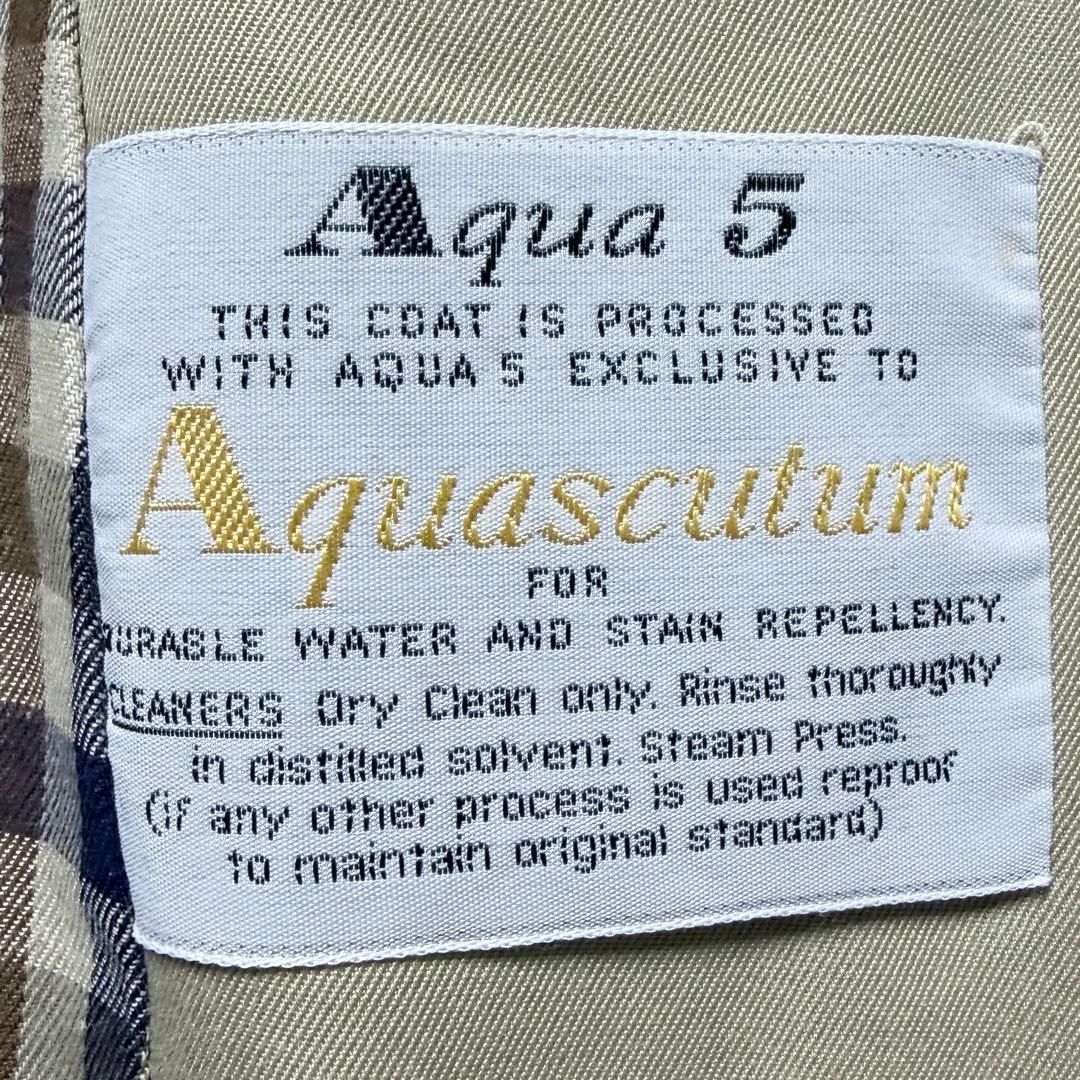 Aqua 5
THIS COAT IS PROCESSED
WITH AQUA 5 EXCLUSIVE TO
Aquascutum
FOR
DURABLE WATER AND STAIN REPELLENCY.
CLEANERS Dry Clean only. Rinse thoroughly
in distilled solvent. Steam Press.
(if any other process is used reproof
to maintain original standard)